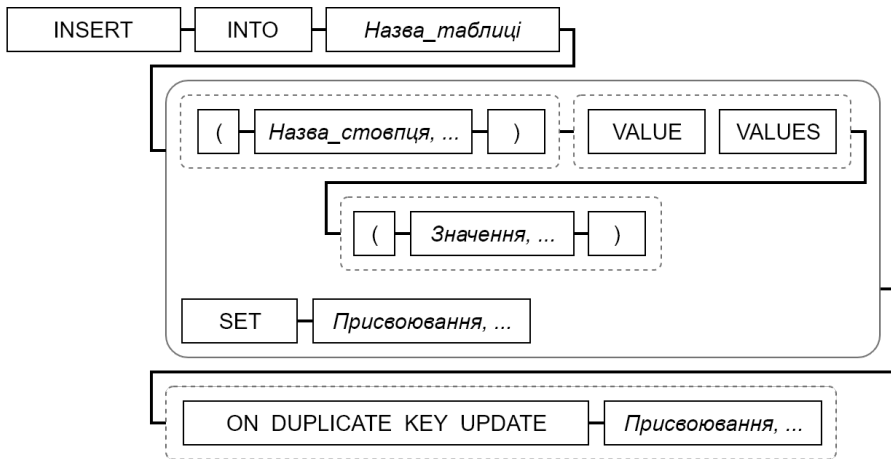 INSERT INTO Назва_таблиці
( Назва_стовпця, ... ) VALUE VALUES
( Значення, ... )
SET Присвоювання, ...
ON DUPLICATE KEY UPDATE Присвоювання, ...